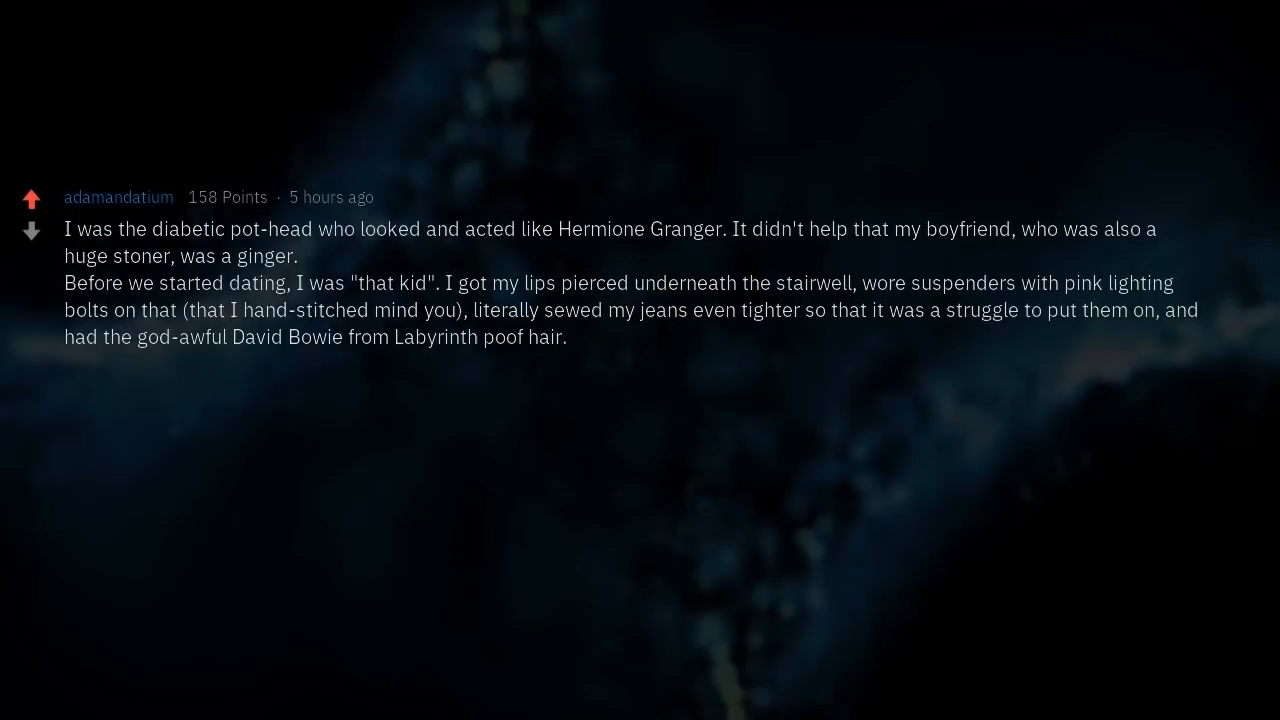 adamandatium 158 Points · 5 hours ago
I was the diabetic pot-head who looked and acted like Hermione Granger. It didn't help that my boyfriend, who was also a
huge stoner, was a ginger.
Before we started dating, I was "that kid". I got my lips pierced underneath the stairwell, wore suspenders with pink lighting
bolts on that (that I hand-stitched mind you), literally sewed my jeans even tighter so that it was a struggle to put them on, and
had the god-awful David Bowie from Labyrinth poof hair.